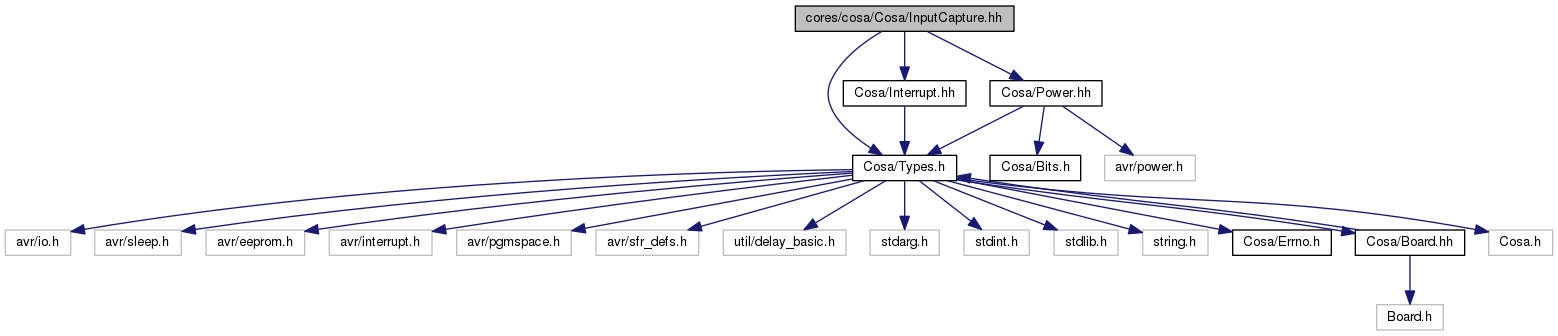 cores/cosa/Cosa/InputCapture.hh
Cosa/Interrupt.hh
Cosa/Power.hh
Cosa/Types.h
Cosa/Bits.h
avr/power.h
avr/io.h
avr/sleep.h
avr/eeprom.h
avr/interrupt.h
avr/pgmspace.h
avr/sfr_defs.h
util/delay_basic.h
stdarg.h
stdint.h
stdlib.h
string.h
Cosa/Errno.h
Cosa/Board.hh
Cosa.h
Board.h